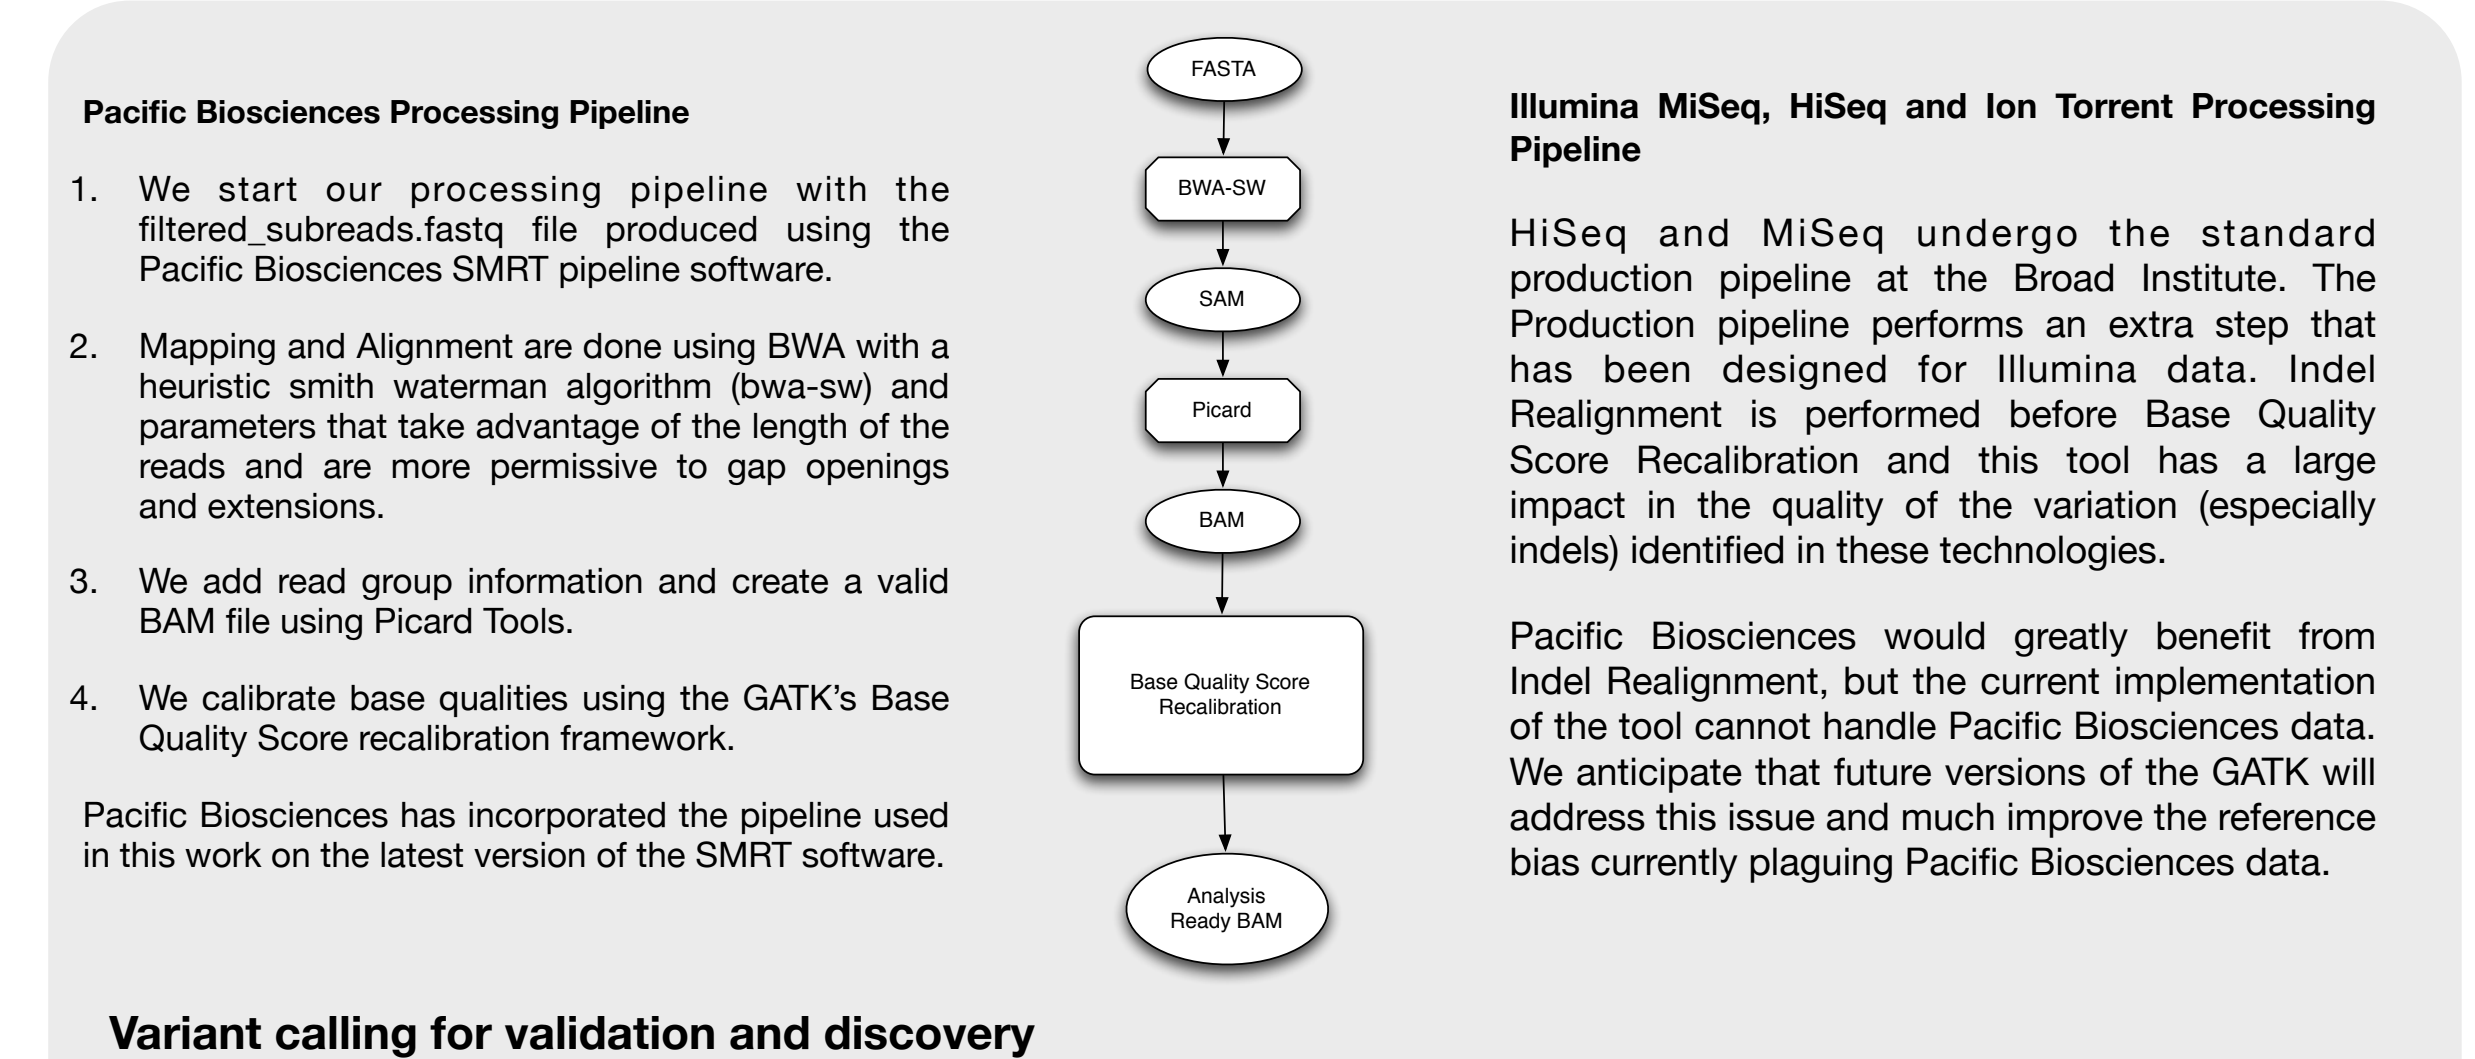 Pacific Biosciences Processing Pipeline
1. We start our processing pipeline with the
filtered_subreads.fastq file produced using the
Pacific Biosciences SMRT pipeline software.
2. Mapping and Alignment are done using BWA with a
heuristic smith waterman algorithm (bwa-sw) and
parameters that take advantage of the length of the
reads and are more permissive to gap openings
and extensions.
3. We add read group information and create a valid
BAM file using Picard Tools.
4. We calibrate base qualities using the GATK’s Base
Quality Score recalibration framework.
Pacific Biosciences has incorporated the pipeline used
in this work on the latest version of the SMRT software.
FASTA
BWA-SW
SAM
Picard
BAM
Base Quality Score
Recalibration
Analysis
Ready BAM
Illumina MiSeq, HiSeq and Ion Torrent Processing
Pipeline
HiSeq and MiSeq undergo the standard
production pipeline at the Broad Institute. The
Production pipeline performs an extra step that
has been designed for Illumina data. Indel
Realignment is performed before Base Quality
Score Recalibration and this tool has a large
impact in the quality of the variation (especially
indels) identified in these technologies.
Pacific Biosciences would greatly benefit from
Indel Realignment, but the current implementation
of the tool cannot handle Pacific Biosciences data.
We anticipate that future versions of the GATK will
address this issue and much improve the reference
bias currently plaguing Pacific Biosciences data.
Variant calling for validation and discovery